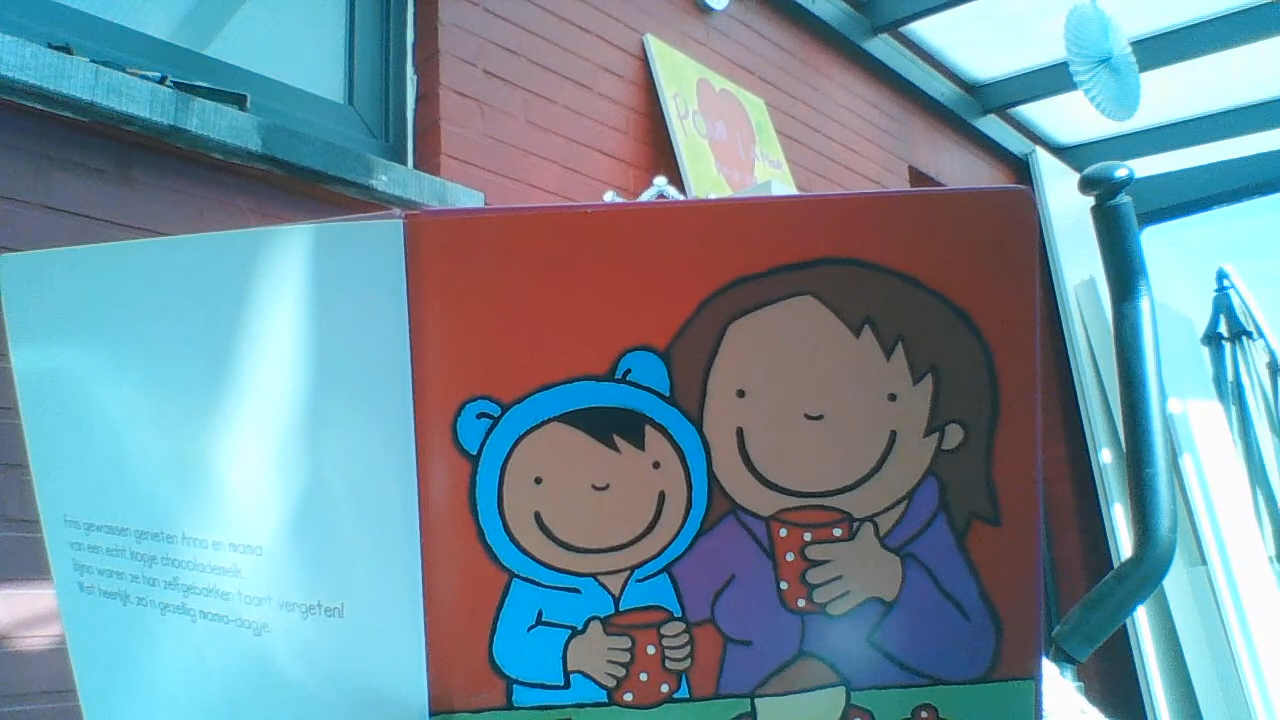 Fris gewassen genieten Anna en mama
van een echt kopje chocolademelk.
Bijna waren ze hun zelfgebakken taart vergeten!
Wat heerlijk, zo'n gezellig mama-dagje.